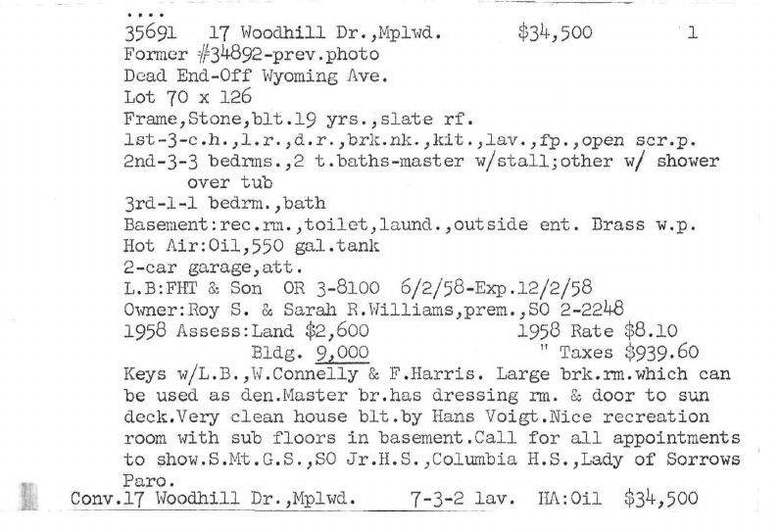 ....
35691 17 Woodhill Dr.,Mplwd. $34,500 1
Former #34892-prev.photo
Dead End-Off Wyoming Ave.
Lot 70 x 126
Frame,Stone,blt.19 yrs.,slate rf.
1st-3-c.h.,l.r.,d.r.,brk.nk.,kit.,lav.,fp.,open scr.p.
2nd-3-3 bedrms.,2 t.baths-master w/stall;other w/ shower
over tub
3rd-1-1 bedrm.,bath
Basement:rec.rm.,toilet,laund.,outside ent. Brass w.p.
Hot Air:Oil,550 gal.tank
2-car garage,att.
L.B:FHT & Son OR 3-8100 6/2/58-Exp.12/2/58
Owner:Roy S. & Sarah R.Williams,prem.,SO 2-2248
1958 Assess:Land $2,600 1958 Rate $8.10
Bldg. 9,000 " Taxes $939.60
Keys w/L.B.,W.Connelly & F.Harris. Large brk.rm.which can
be used as den.Master br.has dressing rm. & door to sun
deck.Very clean house blt.by Hans Voigt.Nice recreation
room with sub floors in basement.Call for all appointments
to show.S.Mt.G.S.,SO Jr.H.S.,Columbia H.S.,Lady of Sorrows
Paro.
Conv.17 Woodhill Dr.,Mplwd. 7-3-2 lav. HA:Oil $34,500